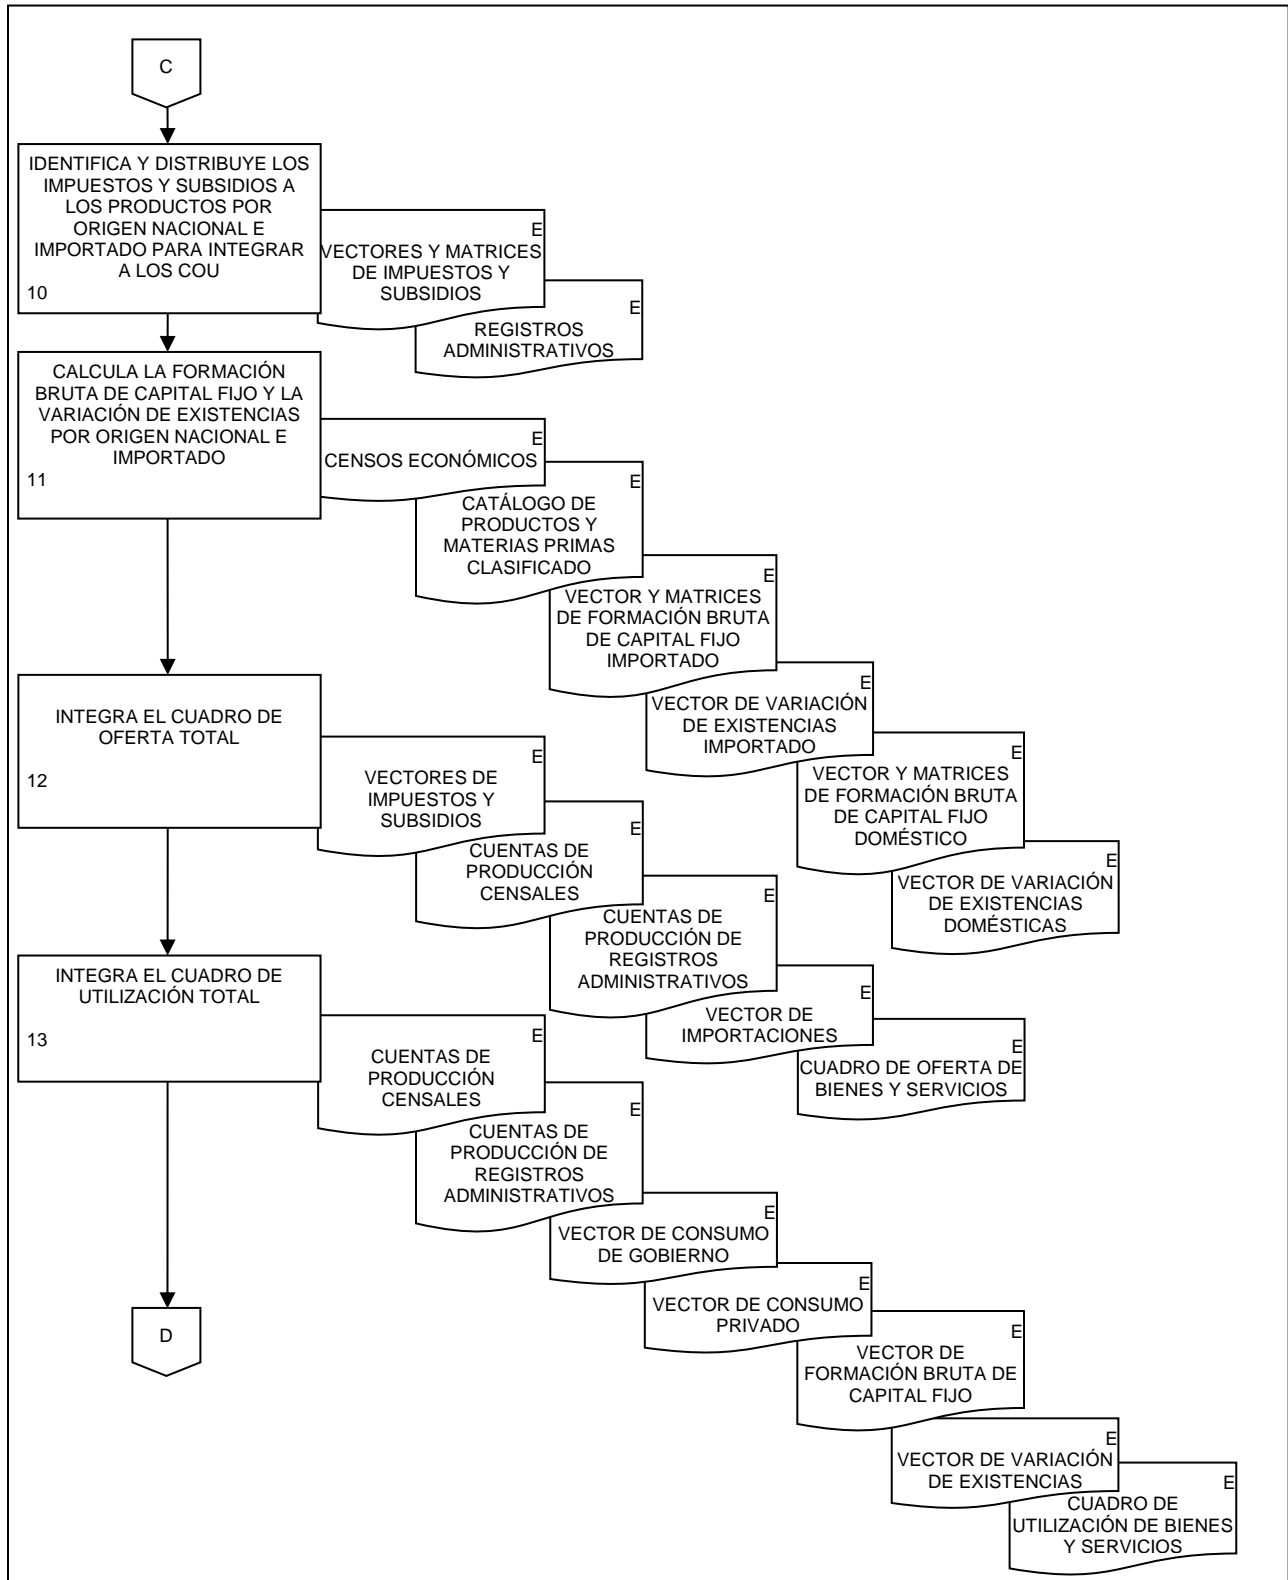 C
IDENTIFICA Y DISTRIBUYE LOS
IMPUESTOS Y SUBSIDIOS A
LOS PRODUCTOS POR
ORIGEN NACIONAL E
IMPORTADO PARA INTEGRAR
A LOS COU
10
E
VECTORES Y MATRICES
DE IMPUESTOS Y
SUBSIDIOS
E
REGISTROS
ADMINISTRATIVOS
CALCULA LA FORMACIÓN
BRUTA DE CAPITAL FIJO Y LA
VARIACIÓN DE EXISTENCIAS
POR ORIGEN NACIONAL E
IMPORTADO
11
E
CENSOS ECONÓMICOS
E
CATÁLOGO DE
PRODUCTOS Y
MATERIAS PRIMAS
CLASIFICADO
E
VECTOR Y MATRICES
DE FORMACIÓN BRUTA
DE CAPITAL FIJO
IMPORTADO
E
VECTOR DE VARIACIÓN
DE EXISTENCIAS
IMPORTADO
E
VECTOR Y MATRICES
DE FORMACIÓN BRUTA
DE CAPITAL FIJO
DOMÉSTICO
E
VECTOR DE VARIACIÓN
DE EXISTENCIAS
DOMÉSTICAS
INTEGRA EL CUADRO DE
OFERTA TOTAL
12
E
VECTORES DE
IMPUESTOS Y
SUBSIDIOS
E
CUENTAS DE
PRODUCCIÓN
CENSALES
E
CUENTAS DE
PRODUCCIÓN DE
REGISTROS
ADMINISTRATIVOS
E
VECTOR DE
IMPORTACIONES
E
CUADRO DE OFERTA DE
BIENES Y SERVICIOS
INTEGRA EL CUADRO DE
UTILIZACIÓN TOTAL
13
E
CUENTAS DE
PRODUCCIÓN
CENSALES
E
CUENTAS DE
PRODUCCIÓN DE
REGISTROS
ADMINISTRATIVOS
E
VECTOR DE CONSUMO
DE GOBIERNO
E
VECTOR DE CONSUMO
PRIVADO
E
VECTOR DE
FORMACIÓN BRUTA DE
CAPITAL FIJO
E
VECTOR DE VARIACIÓN
DE EXISTENCIAS
E
CUADRO DE
UTILIZACIÓN DE BIENES
Y SERVICIOS
D